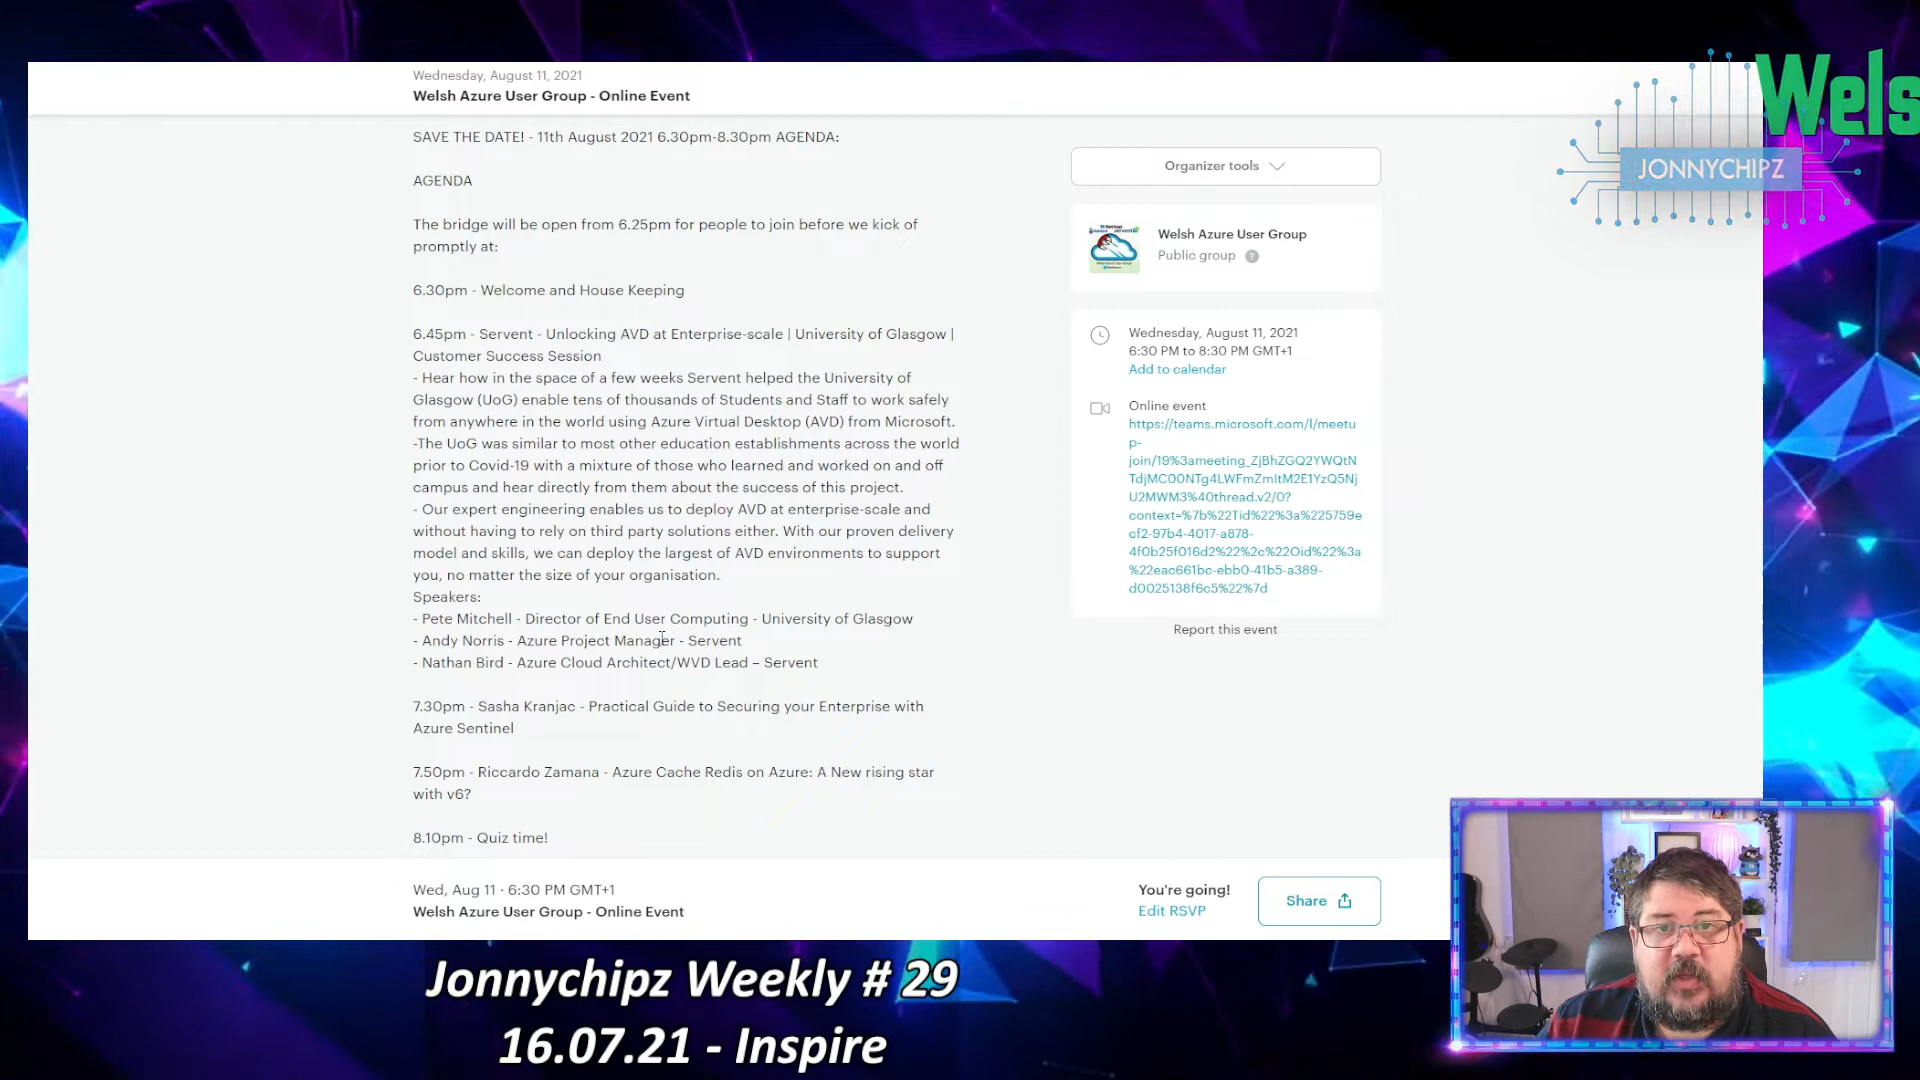 Wednesday, August 11, 2021
Welsh Azure User Group - Online Event
Wels
JONNYCHIPZ
SAVE THE DATE! - 11th August 2021 6.30pm-8.30pm AGENDA:
AGENDA
The bridge will be open from 6.25pm for people to join before we kick of
promptly at:
6.30pm - Welcome and House Keeping
6.45pm - Servent - Unlocking AVD at Enterprise-scale | University of Glasgow |
Customer Success Session
- Hear how in the space of a few weeks Servent helped the University of
Glasgow (UoG) enable tens of thousands of Students and Staff to work safely
from anywhere in the world using Azure Virtual Desktop (AVD) from Microsoft.
-The UoG was similar to most other education establishments across the world
prior to Covid-19 with a mixture of those who learned and worked on and off
campus and hear directly from them about the success of this project.
- Our expert engineering enables us to deploy AVD at enterprise-scale and
without having to rely on third party solutions either. With our proven delivery
model and skills, we can deploy the largest of AVD environments to support
you, no matter the size of your organisation.
Speakers:
- Pete Mitchell - Director of End User Computing - University of Glasgow
- Andy Norris - Azure Project Manager - Servent
- Nathan Bird - Azure Cloud Architect/WVD Lead – Servent
7.30pm - Sasha Kranjac - Practical Guide to Securing your Enterprise with
Azure Sentinel
7.50pm - Riccardo Zamana - Azure Cache Redis on Azure: A New rising star
with v6?
8.10pm - Quiz time!
Organizer tools
Welsh Azure User Group
Public group ?
Wednesday, August 11, 2021
6:30 PM to 8:30 PM GMT+1
Add to calendar
Online event
https://teams.microsoft.com/l/meetu
p-
join/19%3ameeting_ZjBhZGQ2YWQtN
TdjMC00NTg4LWFmZmItM2E1YzQ5Nj
U2MWM3%40thread.v2/0?
context=%7b%22Tid%22%3a%225759e
cf2-97b4-4017-a878-
4f0b25f016d2%22%2c%22Oid%22%3a
%22eac661bc-ebb0-41b5-a389-
d0025138f6c5%22%7d
Report this event
Wed, Aug 11 · 6:30 PM GMT+1
Welsh Azure User Group - Online Event
You're going!
Edit RSVP
Share
Jonnychipz Weekly # 29
16.07.21 - Inspire